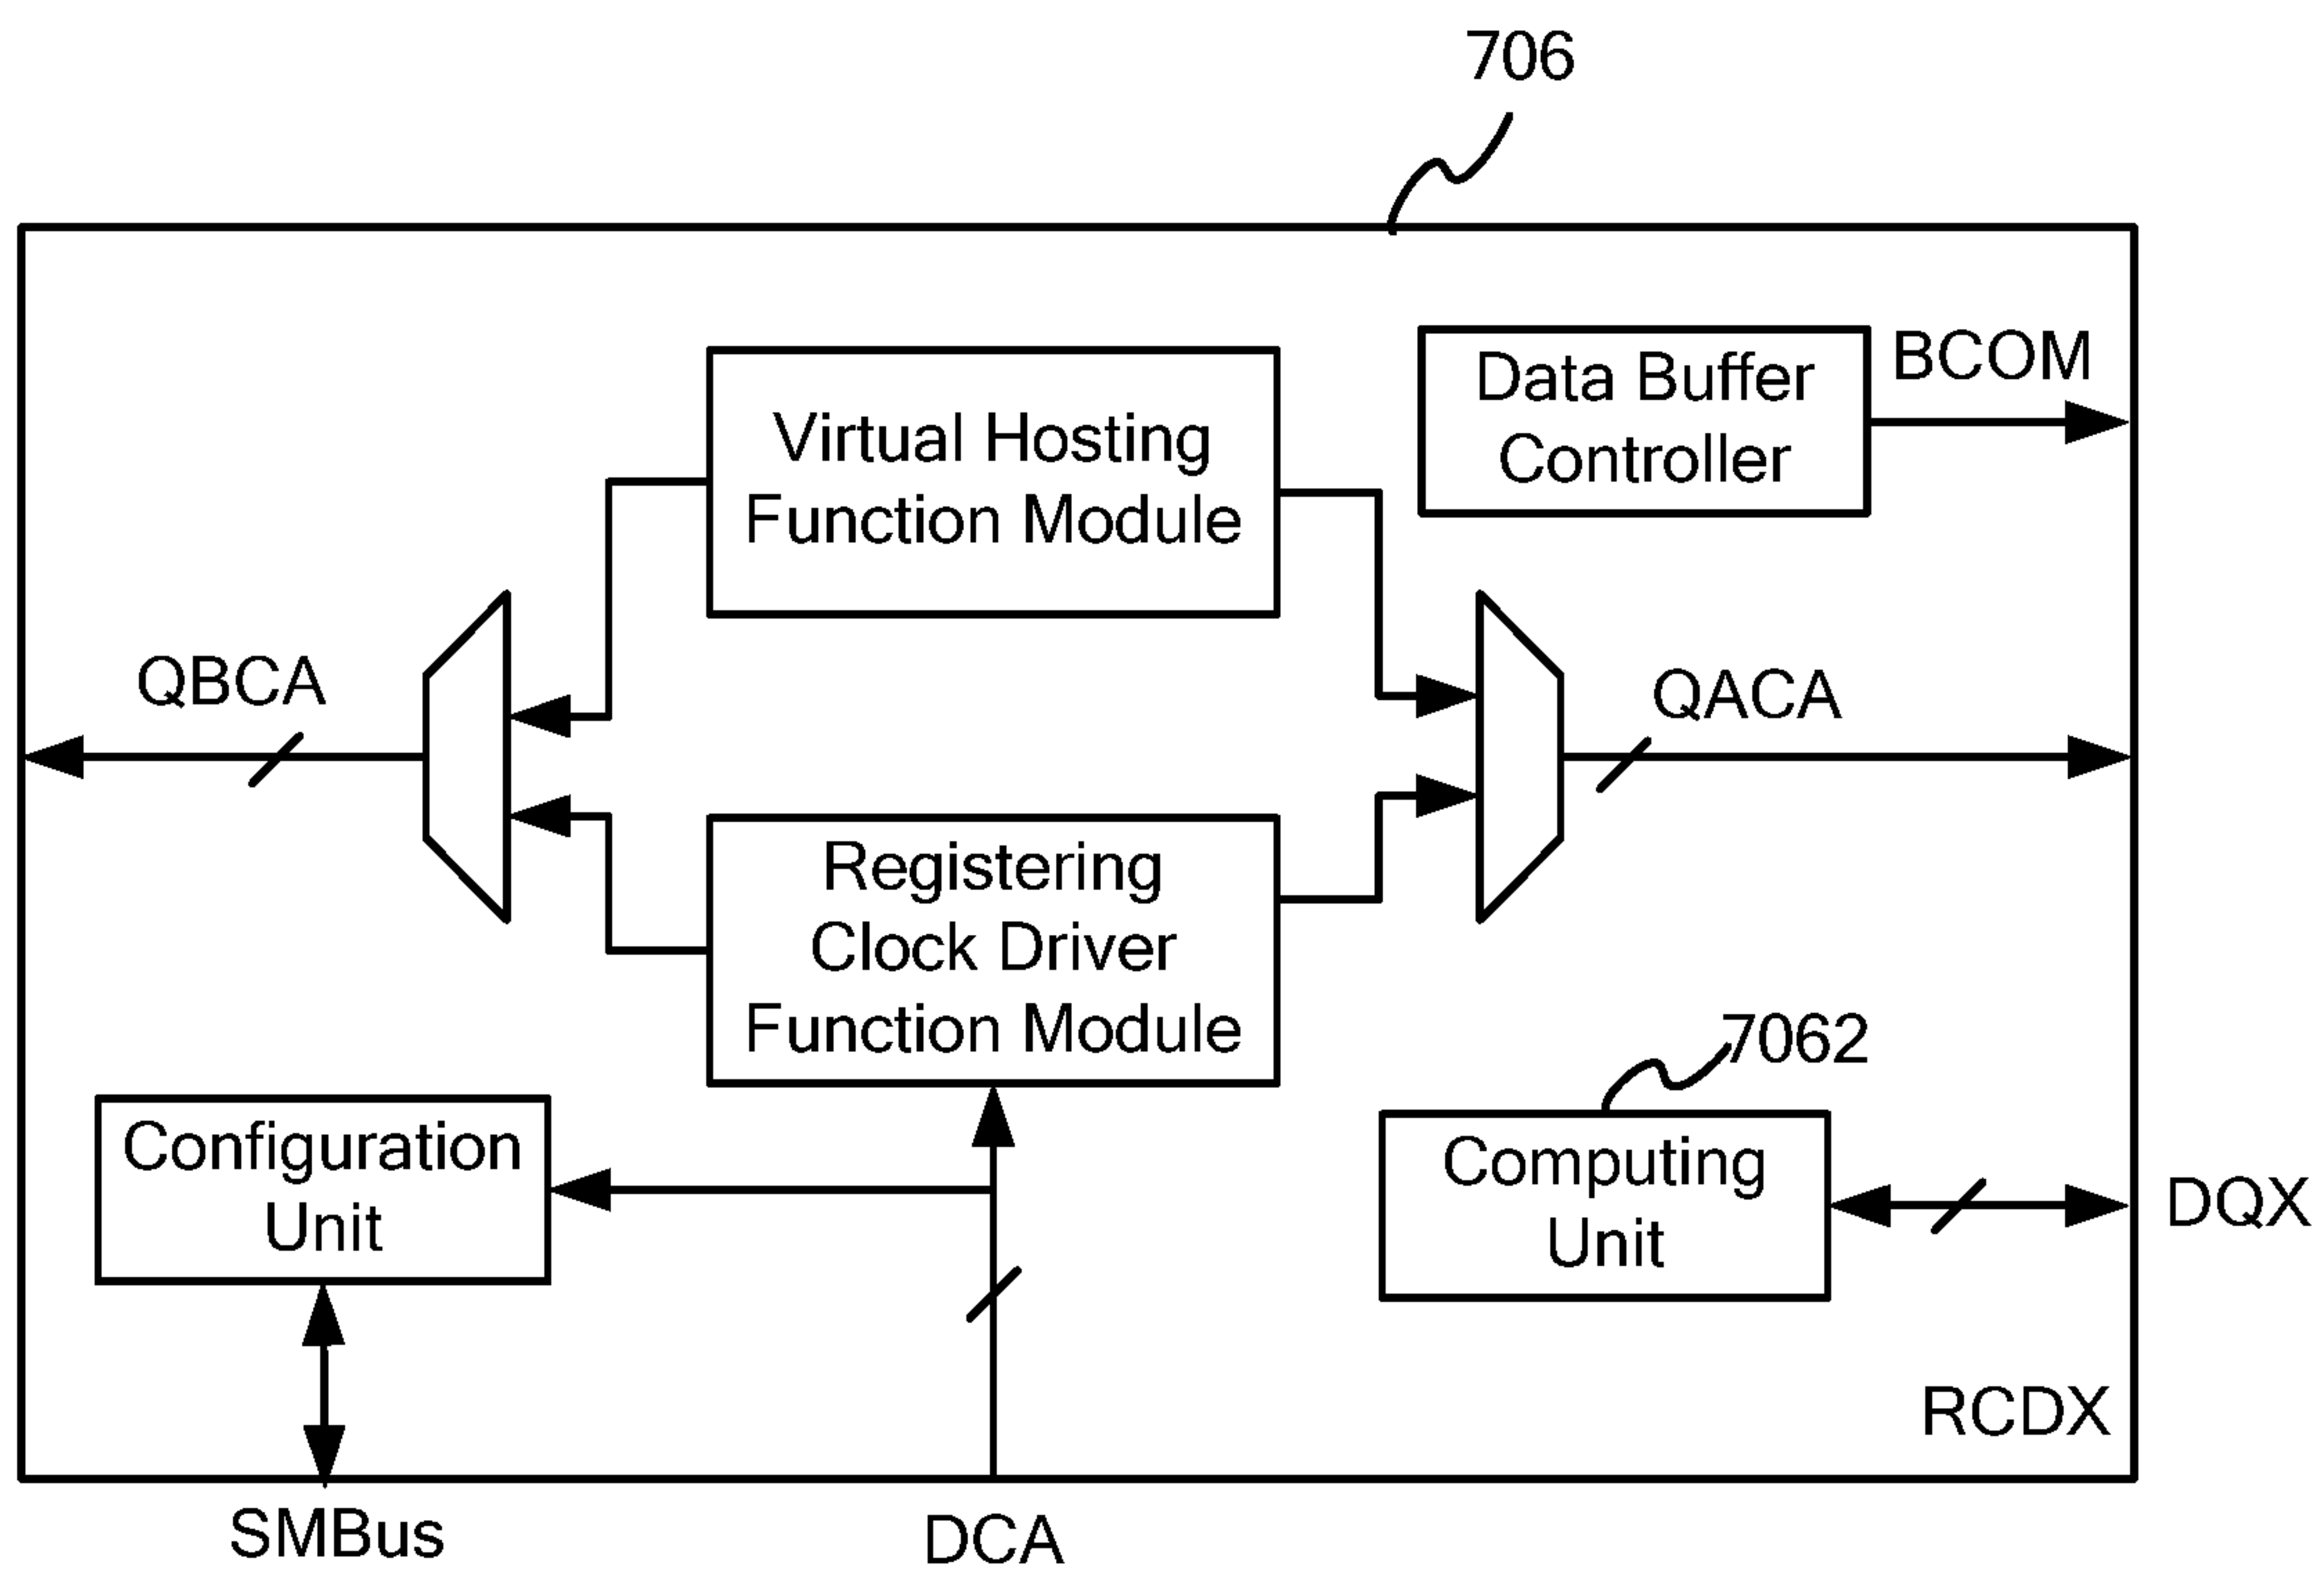 706
Data Buffer
Controller
BCOM
Virtual Hosting
Function Module
QBCA
QACA
Registering
Clock Driver
Function Module
7062
Configuration
Unit
Computing
Unit
DQX
RCDX
SMBus
DCA